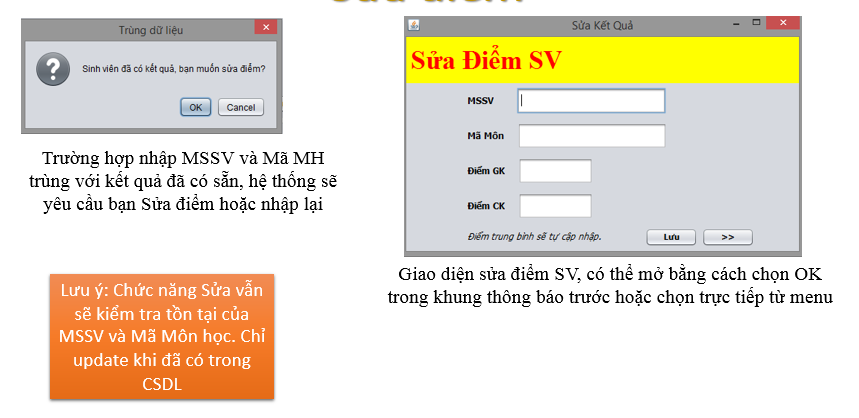 Sửa điểm
Trùng dữ liệu
Sinh viên đã có kết quả, bạn muốn sửa điểm?
OK
Cancel
Trường hợp nhập MSSV và Mã MH
trùng với kết quả đã có sẵn, hệ thống sẽ
yêu cầu bạn Sửa điểm hoặc nhập lại
Lưu ý: Chức năng Sửa vẫn
sẽ kiểm tra tồn tại của
MSSV và Mã Môn học. Chỉ
update khi đã có trong
CSDL
Sửa Kết Quả
Sửa Điểm SV
MSSV
Mã Môn
Điểm GK
Điểm CK
Điểm trung bình sẽ tự cập nhập.
Lưu
>>
Giao diện sửa điểm SV, có thể mở bằng cách chọn OK
trong khung thông báo trước hoặc chọn trực tiếp từ menu